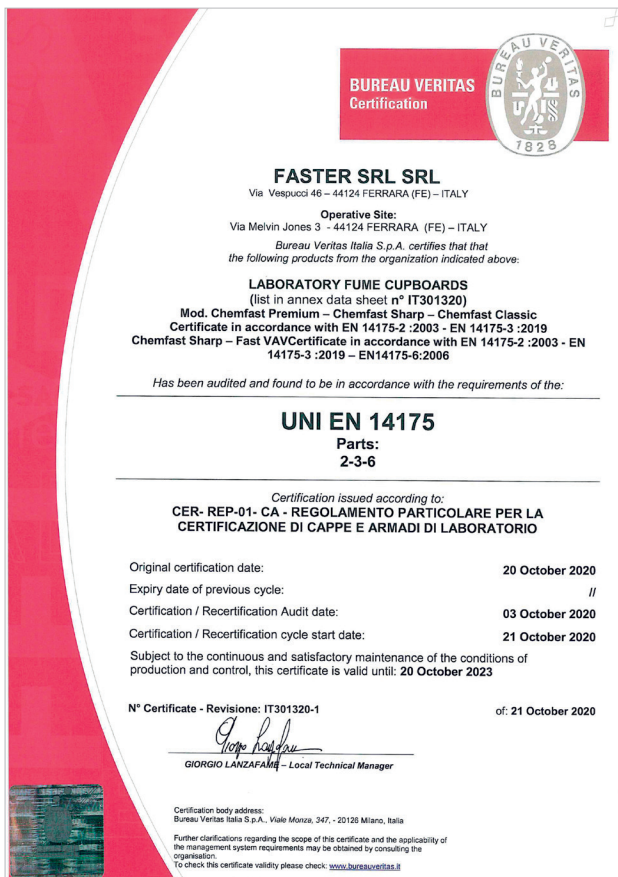 BUREAU VERITAS
Certification
BUREAU VERITAS
1828
FASTER SRL SRL
Via Vespucci 46 – 44124 FERRARA (FE) – ITALY
Operative Site:
Via Melvin Jones 3 - 44124 FERRARA (FE) – ITALY
Bureau Veritas Italia S.p.A. certifies that that
the following products from the organization indicated above:
LABORATORY FUME CUPBOARDS
(list in annex data sheet n° IT301320)
Mod. Chemfast Premium – Chemfast Sharp – Chemfast Classic
Certificate in accordance with EN 14175-2 :2003 - EN 14175-3 :2019
Chemfast Sharp – Fast VAVCertificate in accordance with EN 14175-2 :2003 - EN
14175-3 :2019 – EN14175-6:2006
Has been audited and found to be in accordance with the requirements of the:
UNI EN 14175
Parts:
2-3-6
Certification issued according to:
CER- REP-01- CA - REGOLAMENTO PARTICOLARE PER LA
CERTIFICAZIONE DI CAPPE E ARMADI DI LABORATORIO
Original certification date: 20 October 2020
Expiry date of previous cycle: //
Certification / Recertification Audit date: 03 October 2020
Certification / Recertification cycle start date: 21 October 2020
Subject to the continuous and satisfactory maintenance of the conditions of
production and control, this certificate is valid until: 20 October 2023
N° Certificate - Revisione: IT301320-1 of: 21 October 2020
GIORGIO LANZAFAME – Local Technical Manager
Certification body address:
Bureau Veritas Italia S.p.A., Viale Monza, 347, - 20126 Milano, Italia
Further clarifications regarding the scope of this certificate and the applicability of
the management system requirements may be obtained by consulting the
organisation.
To check this certificate validity please check: www.bureauveritas.it